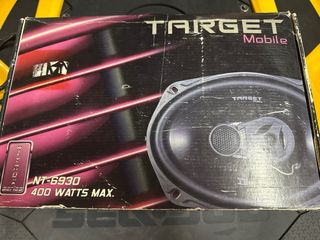 TARGET
Mobile
TARGET
NT-6930
400 WATTS MAX.